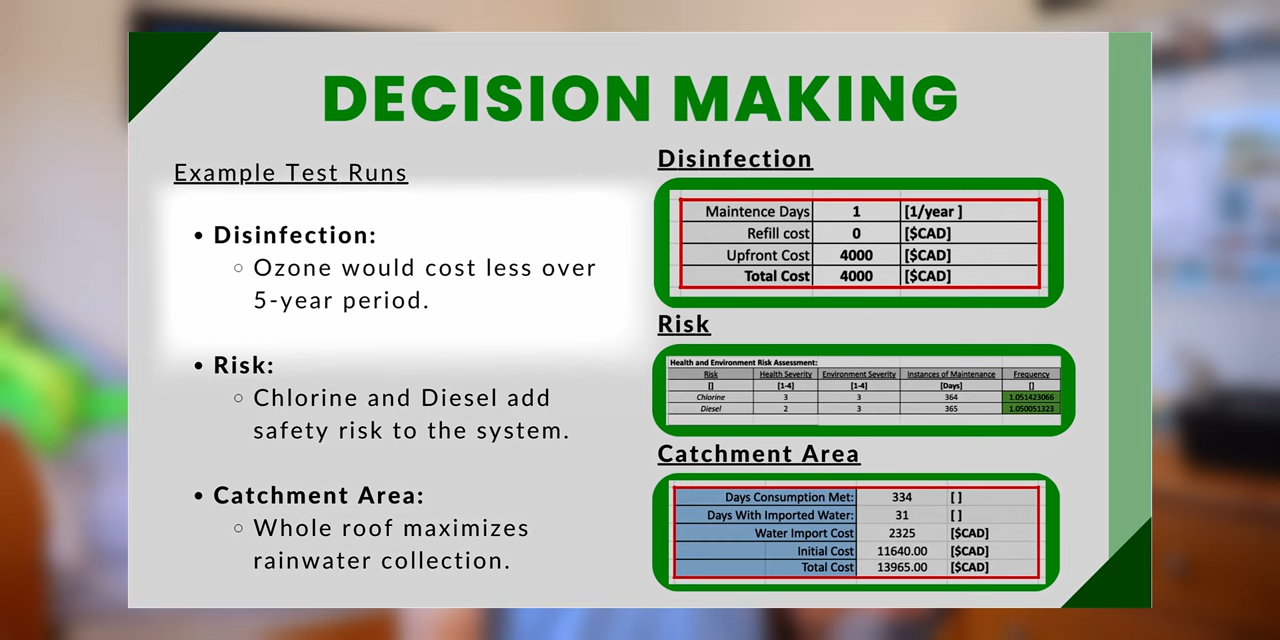 DECISION MAKING
Example Test Runs
• Disinfection:
○ Ozone would cost less over
5-year period.
• Risk:
○ Chlorine and Diesel add
safety risk to the system.
• Catchment Area:
○ Whole roof maximizes
rainwater collection.
Disinfection
Maintence Days 1 [1/year ]
Refill cost 0 [$CAD]
Upfront Cost 4000 [$CAD]
Total Cost 4000 [$CAD]
Risk
Health and Environment Risk Assessment:
Risk Health Severity Environment Severity Instances of Maintenance Frequency
[] [1-4] [1-4] [Days] []
Chlorine 3 3 364 1.051423066
Diesel 2 3 365 1.050051323
Catchment Area
Days Consumption Met: 334 [ ]
Days With Imported Water: 31 [ ]
Water Import Cost 2325 [$CAD]
Initial Cost 11640.00 [$CAD]
Total Cost 13965.00 [$CAD]